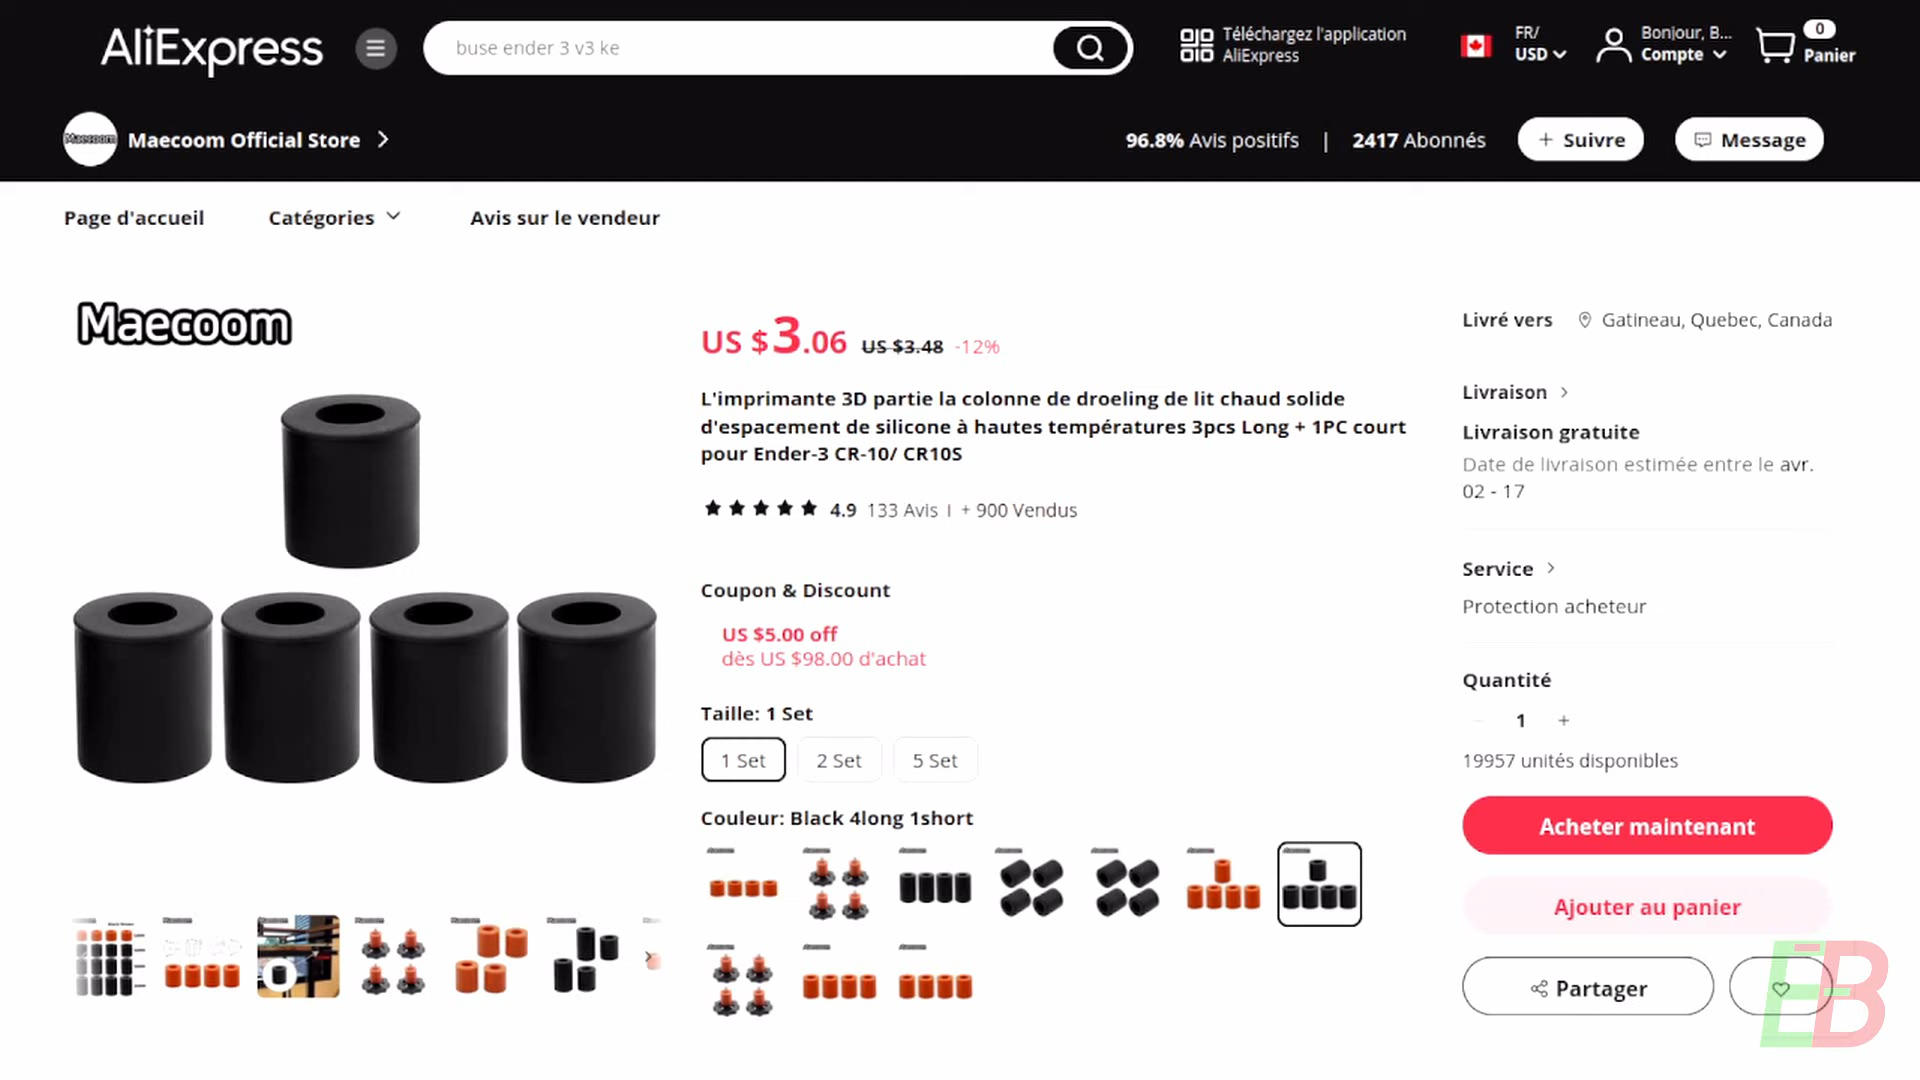 AliExpress
buse ender 3 v3 ke
Téléchargez l'application
AliExpress
FR/
USD
Bonjour, B...
Compte
0
Panier
Maecoom
Maecoom Official Store
96.8% Avis positifs | 2417 Abonnés
+ Suivre
Message
Page d'accueil
Catégories
Avis sur le vendeur
Maecoom
US $3.06 US $3.48 -12%
L'imprimante 3D partie la colonne de droeling de lit chaud solide
d'espacement de silicone à hautes températures 3pcs Long + 1PC court
pour Ender-3 CR-10/ CR10S
4.9 133 Avis | + 900 Vendus
Coupon & Discount
US $5.00 off
dès US $98.00 d'achat
Taille: 1 Set
1 Set
2 Set
5 Set
Couleur: Black 4long 1short
Livré vers
Gatineau, Quebec, Canada
Livraison
Livraison gratuite
Date de livraison estimée entre le avr.
02 - 17
Service
Protection acheteur
Quantité
- 1 +
19957 unités disponibles
Acheter maintenant
Ajouter au panier
Partager
EB